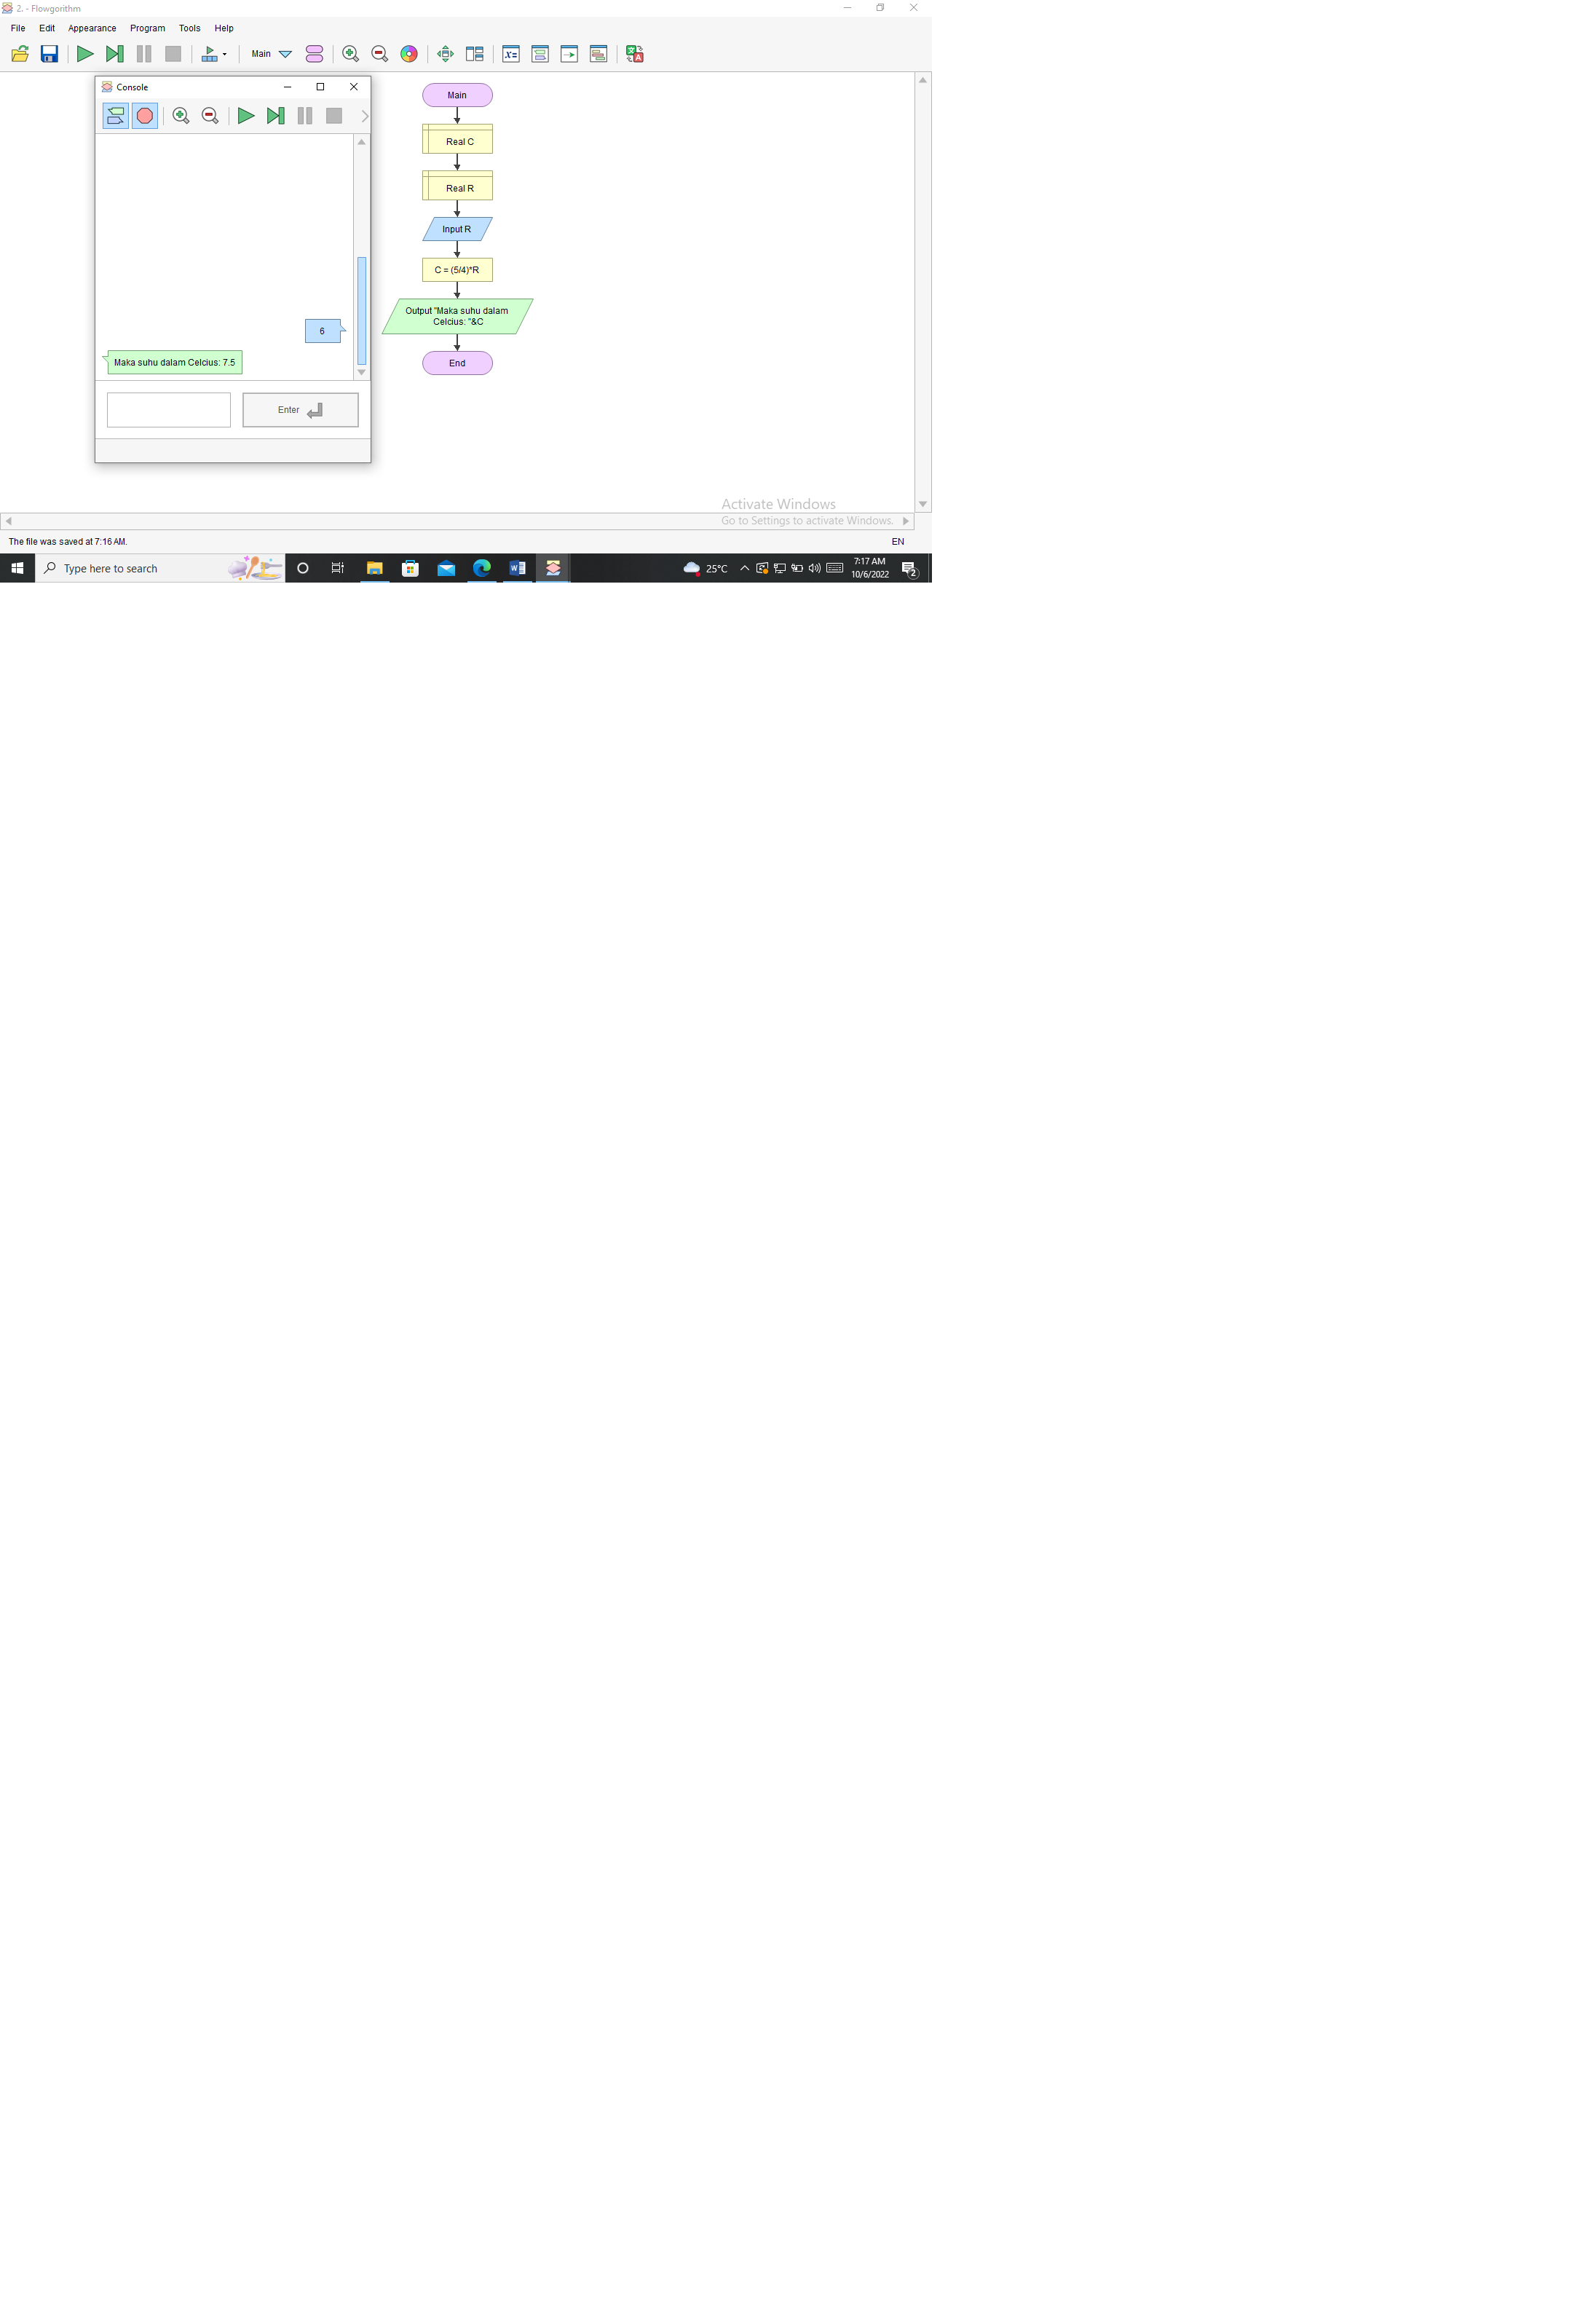 2. - Flowgorithm
File Edit Appearance Program Tools Help
Main
Console
6
Maka suhu dalam Celcius: 7.5
Enter
Main
Real C
Real R
Input R
C = (5/4)*R
Output "Maka suhu dalam
Celcius: "&C
End
Activate Windows
Go to Settings to activate Windows.
The file was saved at 7:16 AM.
EN
Type here to search
25°C
7:17 AM
10/6/2022
2